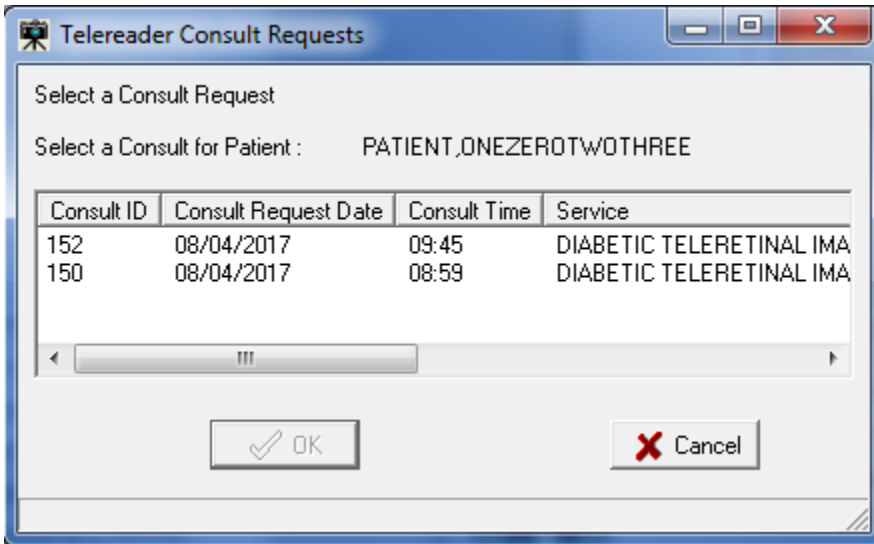 Telereader Consult Requests
Select a Consult Request
Select a Consult for Patient : PATIENT,ONEZEROTWOTHREE
Consult ID Consult Request Date Consult Time Service
152 08/04/2017 09:45 DIABETIC TELERETINAL IMA
150 08/04/2017 08:59 DIABETIC TELERETINAL IMA
OK Cancel